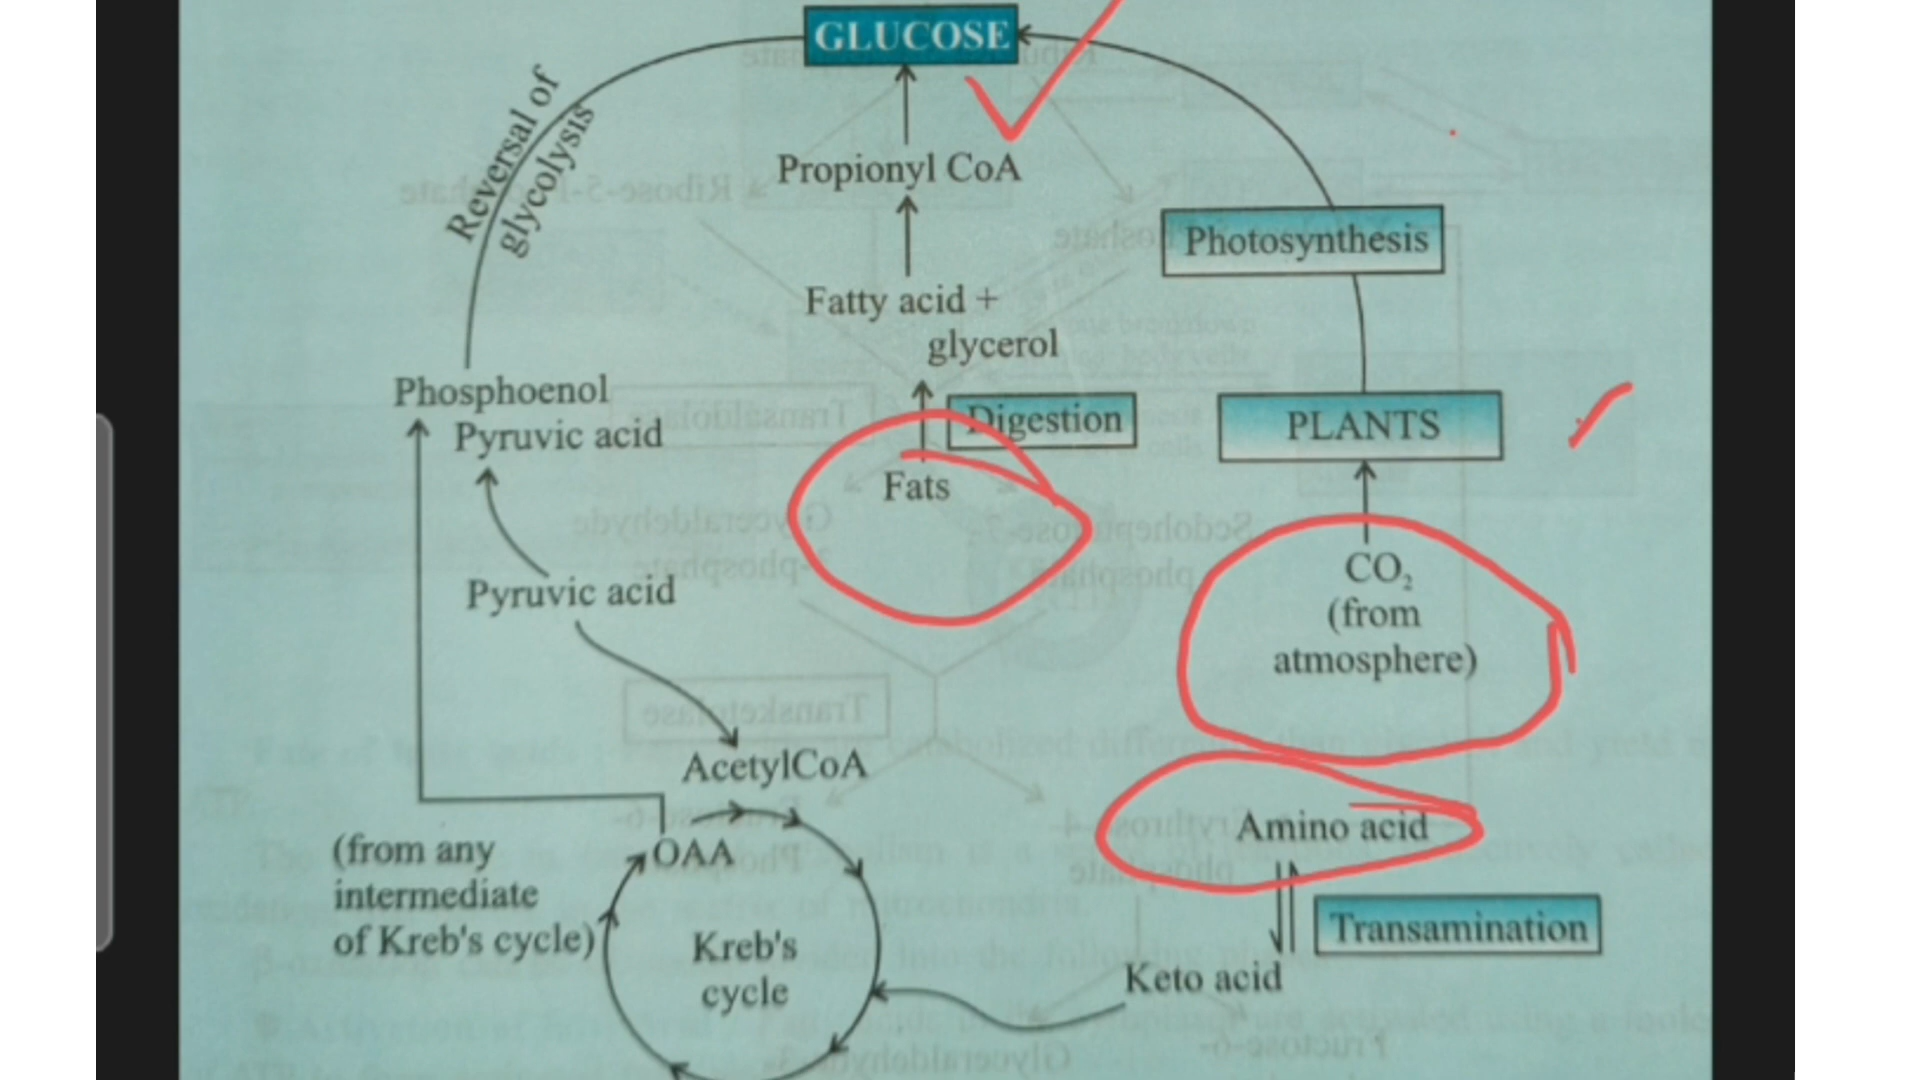 GLUCOSE
Reversal of
glycolysis
Propionyl CoA
Photosynthesis
Fatty acid +
glycerol
Phosphoenol
Pyruvic acid
Digestion
PLANTS
Fats
CO₂
(from
atmosphere)
Pyruvic acid
AcetylCoA
Amino acid
OAA
(from any
intermediate
of Kreb's cycle)
Kreb's
cycle
Transamination
Keto acid